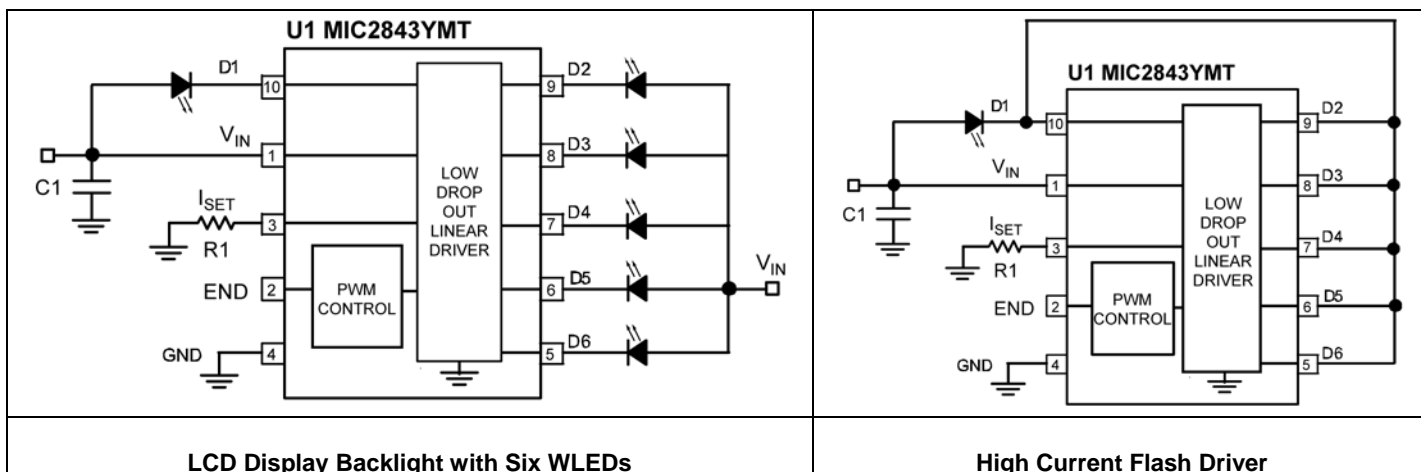 U1 MIC2843YMT
D1
10
VIN
1
C1
ISET
3
R1
END
2
PWM
CONTROL
GND
4
LOW
DROP
OUT
LINEAR
DRIVER
D2
9
D3
8
D4
7
D5
6
D6
5
VIN
LCD Display Backlight with Six WLEDs
U1 MIC2843YMT
D1
10
VIN
1
C1
ISET
3
R1
END
2
PWM
CONTROL
GND
4
LOW
DROP
OUT
LINEAR
DRIVER
D2
9
D3
8
D4
7
D5
6
D6
5
High Current Flash Driver